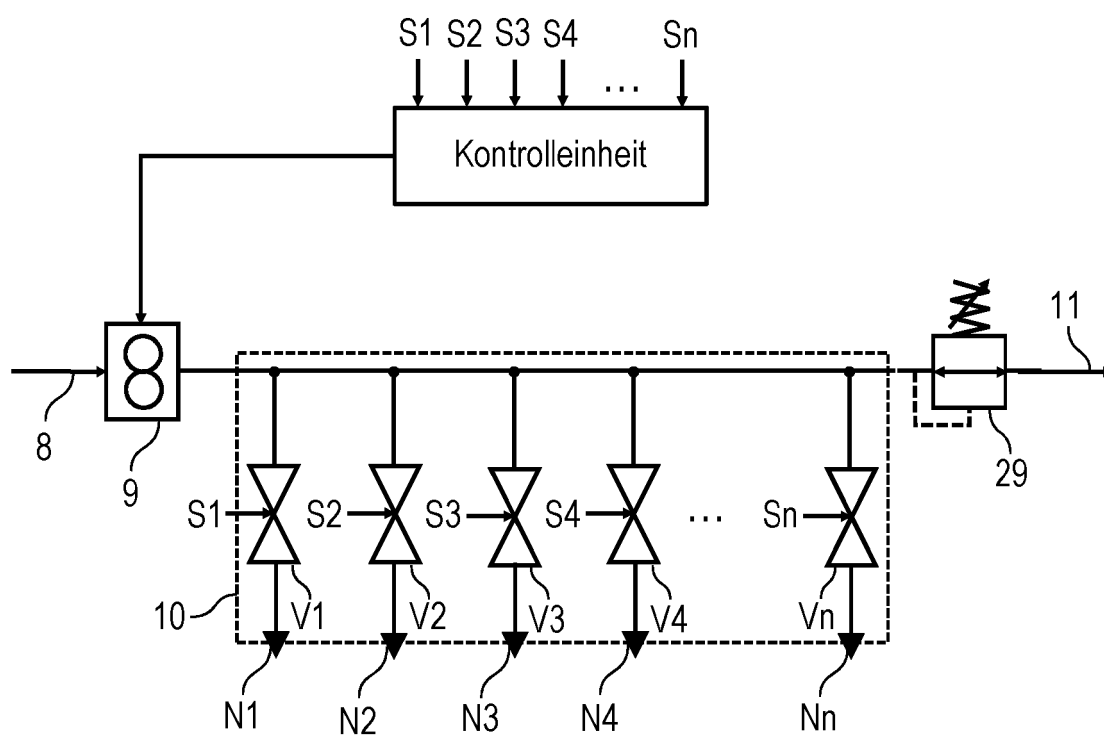 S1 S2 S3 S4 ... Sn
Kontrolleinheit
11
8
9
29
S1 S2 S3 S4 ... Sn
10 V1 V2 V3 V4 Vn
N1 N2 N3 N4 Nn